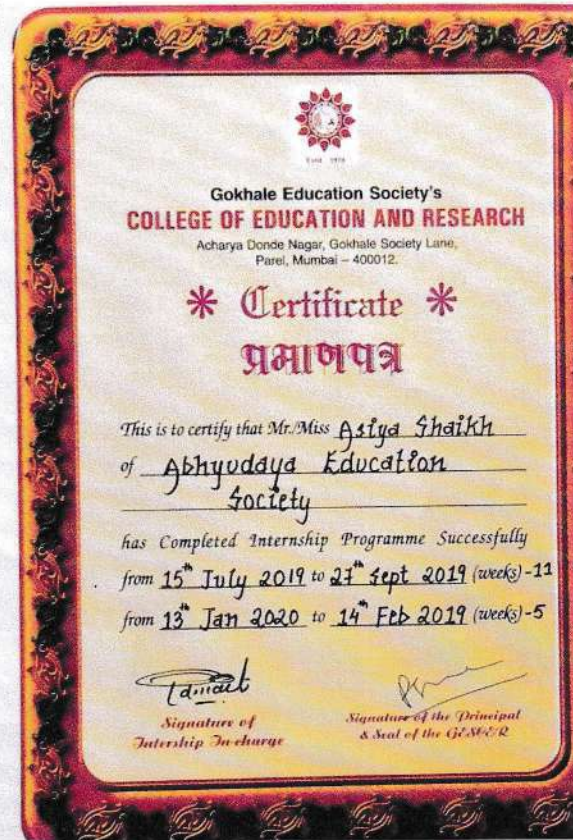 Estd. 1970
Gokhale Education Society's
COLLEGE OF EDUCATION AND RESEARCH
Acharya Donde Nagar, Gokhale Society Lane,
Parel, Mumbai – 400012.
* Certificate *
प्रमाणपत्र
This is to certify that Mr./Miss Asiya Shaikh
of Abhyudaya Education
Society
has Completed Internship Programme Successfully
from 15th July 2019 to 27th Sept 2019 (weeks) -11
from 13th Jan 2020 to 14th Feb 2019 (weeks) -5
Signature of
Intership In-charge
Signature of the Principal
& Seal of the GESCER